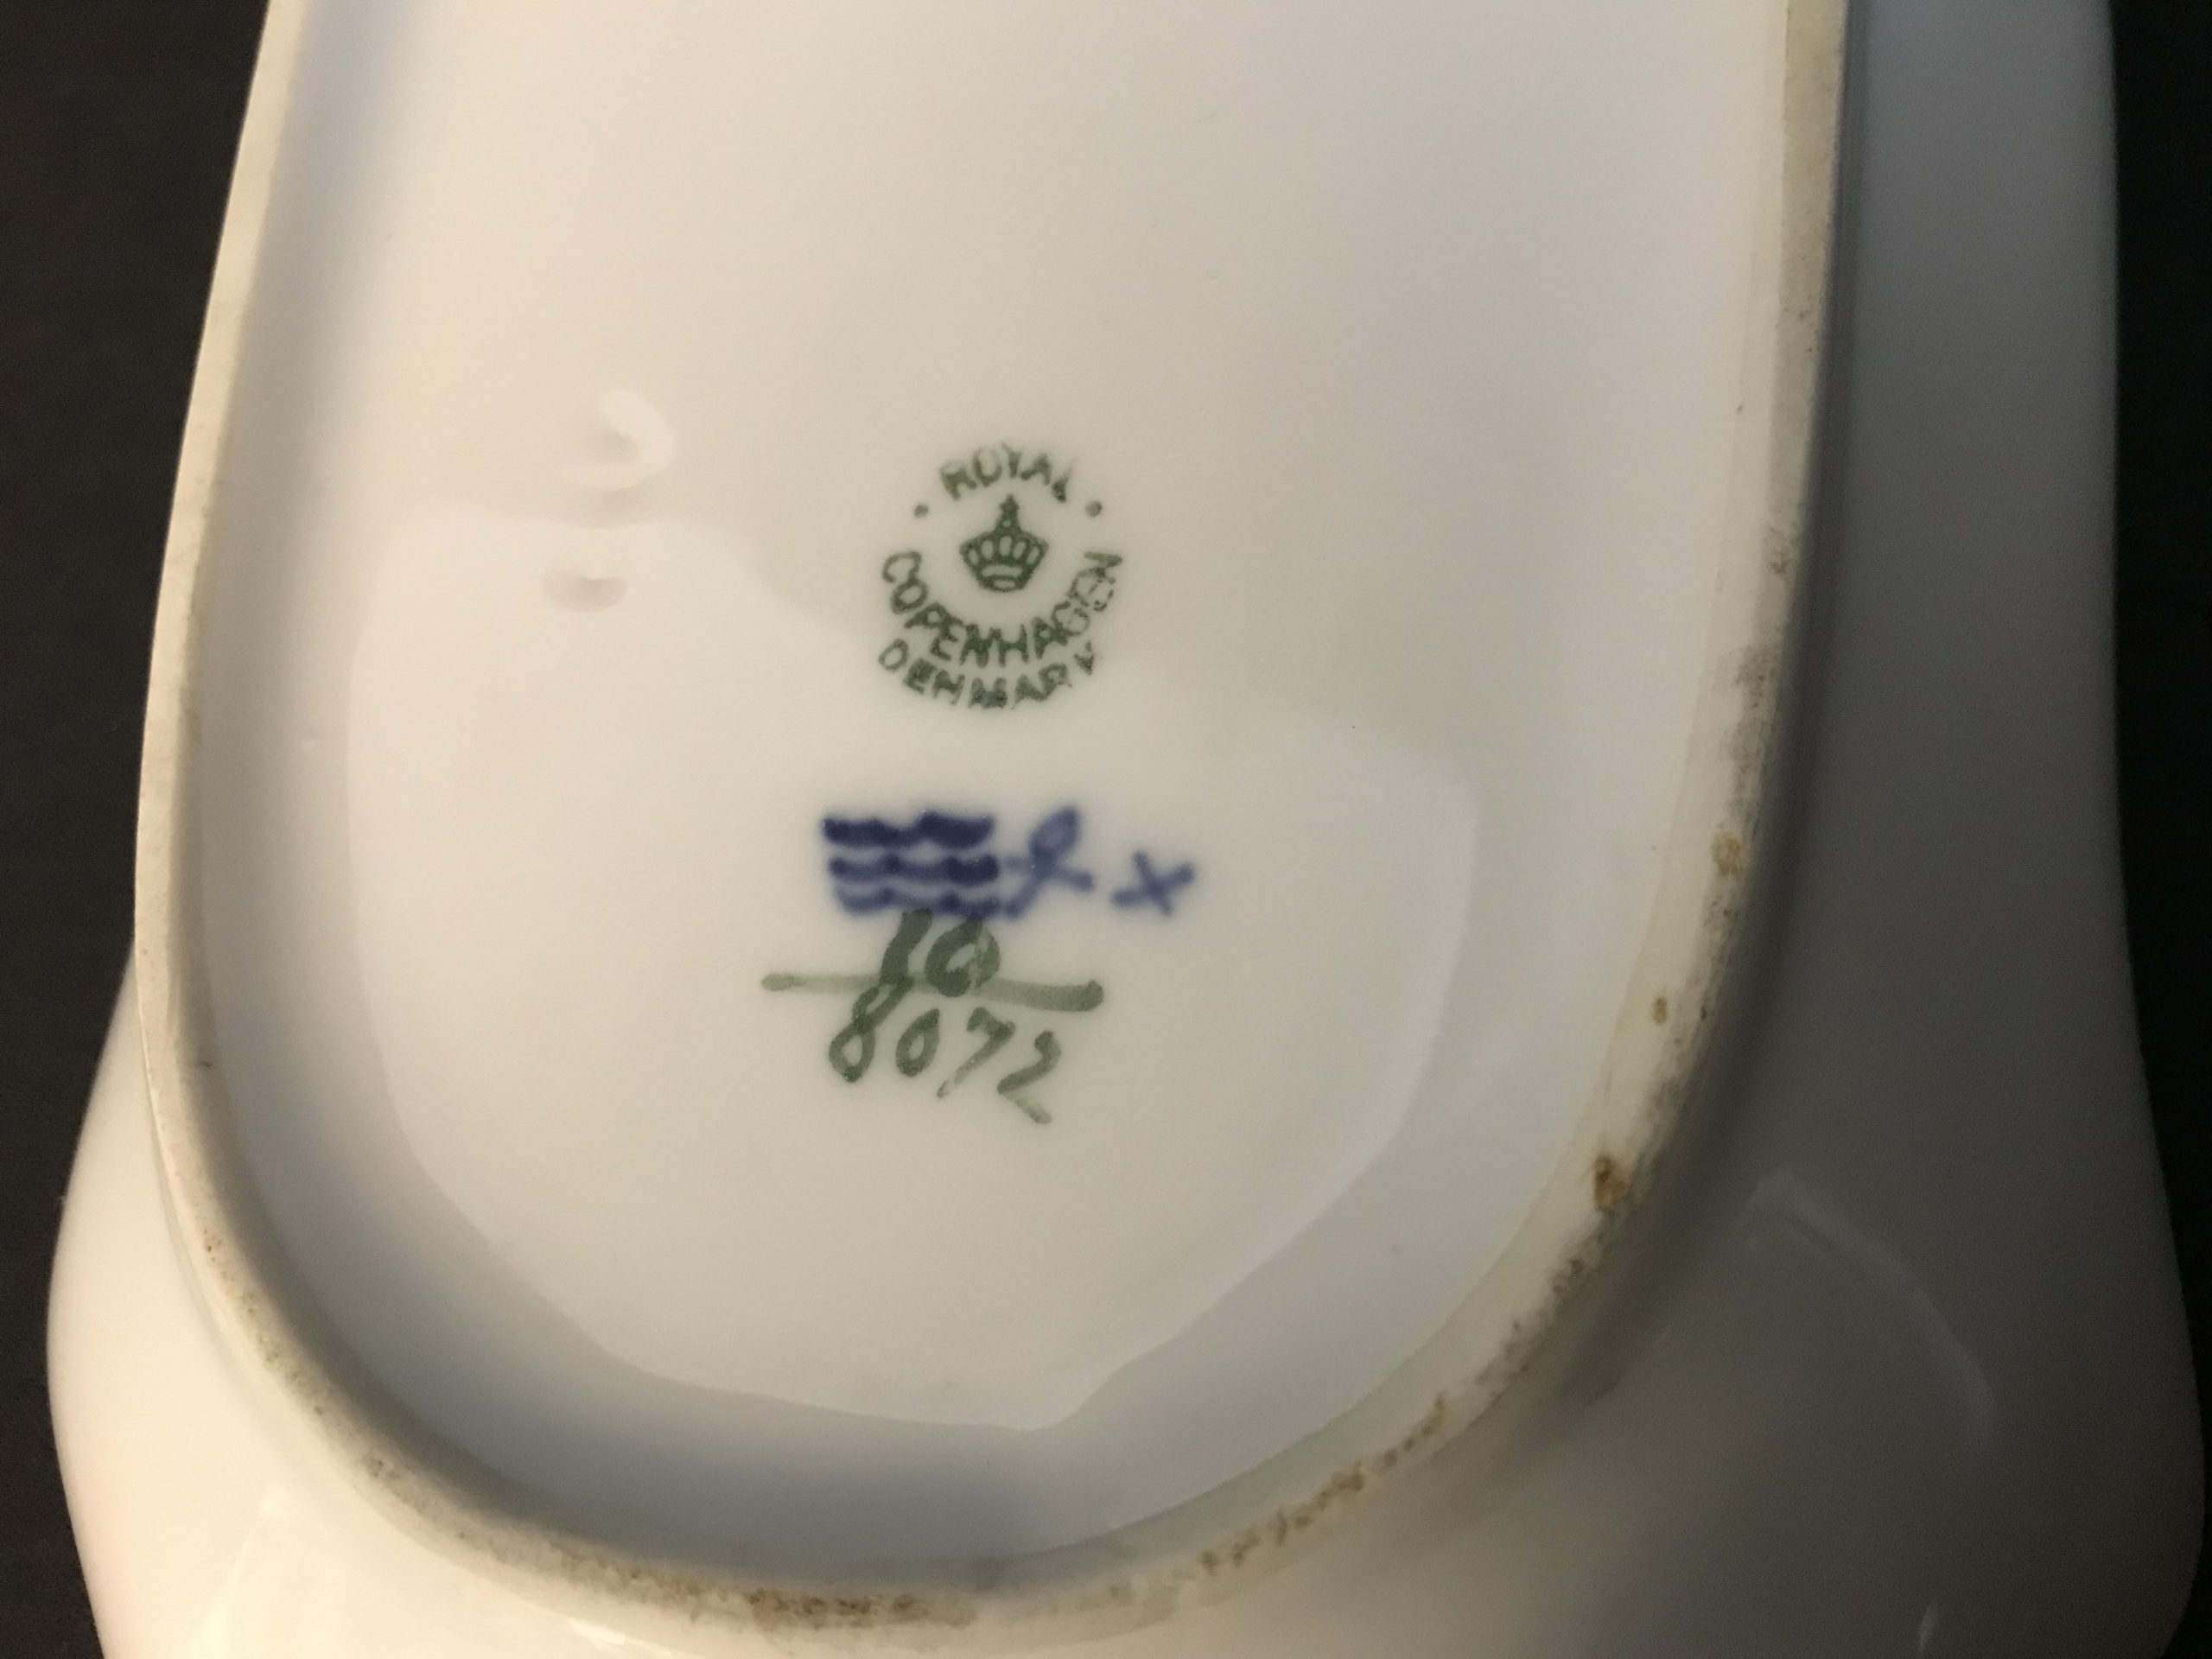 ROYAL
COPENHAGEN
DENMARK
x
10
8072